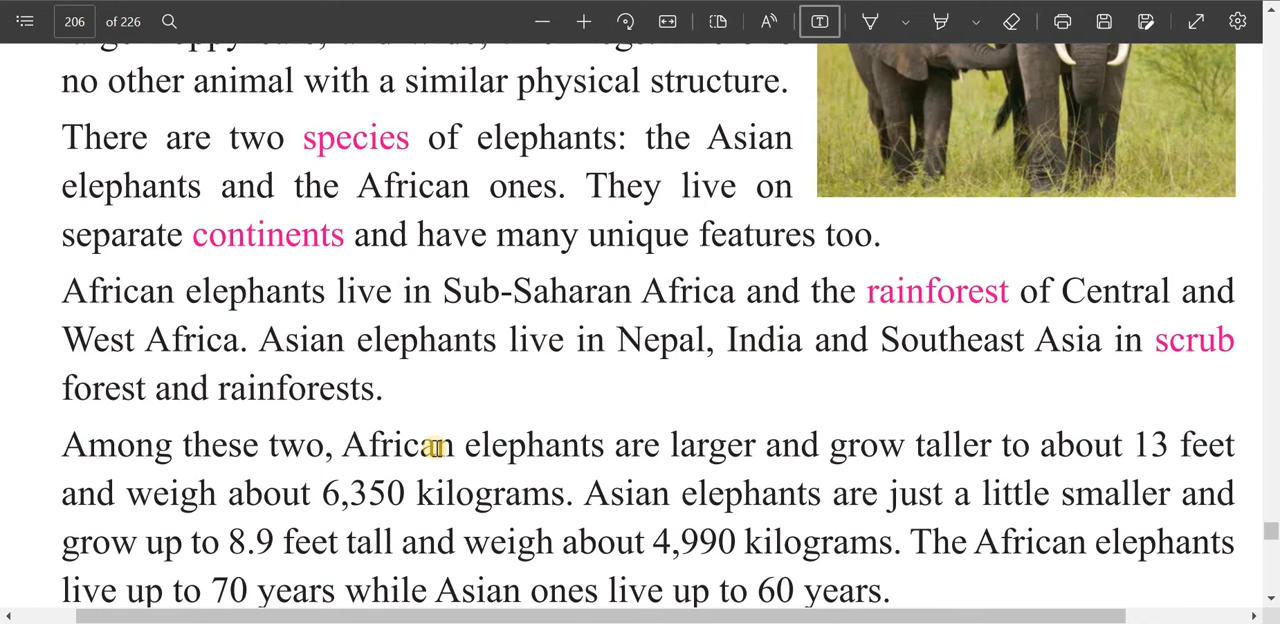 206 of 226
no other animal with a similar physical structure.
There are two species of elephants: the Asian
elephants and the African ones. They live on
separate continents and have many unique features too.
African elephants live in Sub-Saharan Africa and the rainforest of Central and
West Africa. Asian elephants live in Nepal, India and Southeast Asia in scrub
forest and rainforests.
Among these two, African elephants are larger and grow taller to about 13 feet
and weigh about 6,350 kilograms. Asian elephants are just a little smaller and
grow up to 8.9 feet tall and weigh about 4,990 kilograms. The African elephants
live up to 70 years while Asian ones live up to 60 years.